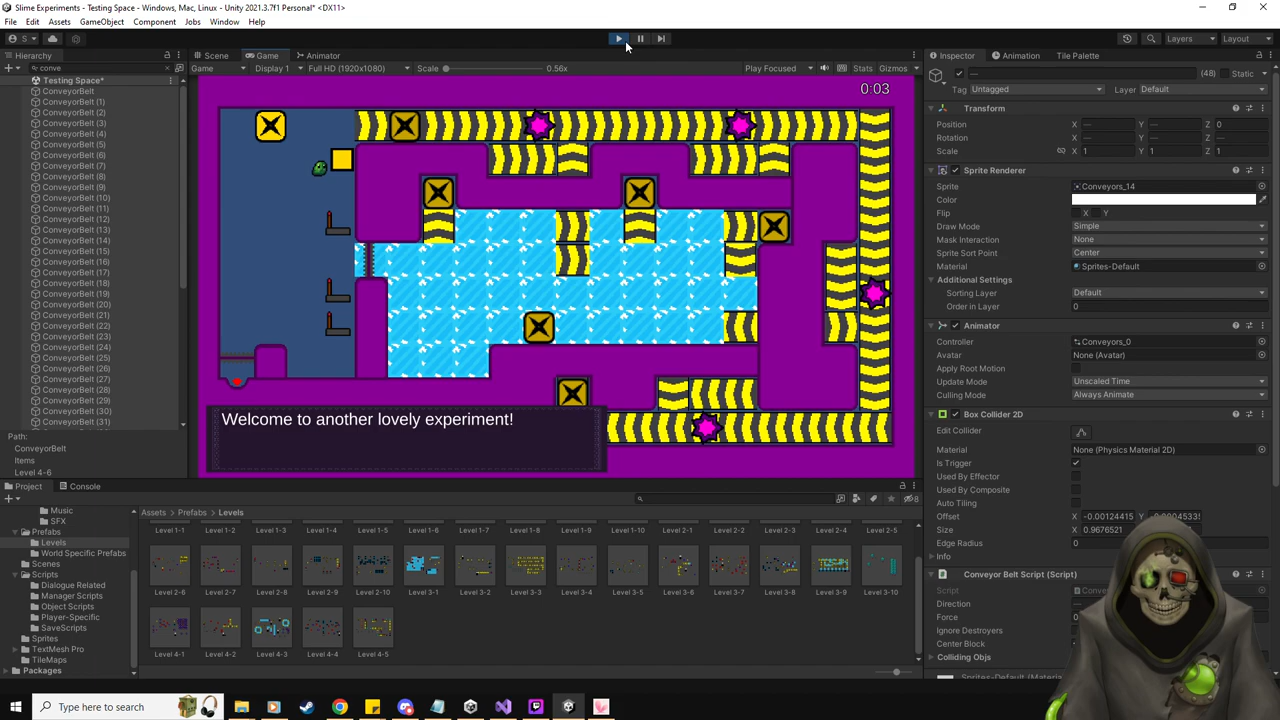 Slime Experiments - Testing Space - Windows, Mac, Linux - Unity 2021.3.7f1 Personal* <DX11>
File Edit Assets GameObject Component Jobs Window Help
S
Layers Layout
Hierarchy
Scene Game Animator
Inspector Animation Tile Palette
conve
Game Display 1 Full HD (1920x1080) Scale 0.56x Play Focused Stats Gizmos
(48) Static
Testing Space*
Tag Untagged Layer Default
ConveyorBelt
ConveyorBelt (1)
ConveyorBelt (2)
ConveyorBelt (3)
ConveyorBelt (4)
ConveyorBelt (5)
ConveyorBelt (6)
ConveyorBelt (7)
ConveyorBelt (8)
ConveyorBelt (9)
ConveyorBelt (10)
ConveyorBelt (11)
ConveyorBelt (12)
ConveyorBelt (13)
ConveyorBelt (14)
ConveyorBelt (15)
ConveyorBelt (16)
ConveyorBelt (17)
ConveyorBelt (18)
ConveyorBelt (19)
ConveyorBelt (20)
ConveyorBelt (21)
ConveyorBelt (22)
ConveyorBelt (23)
ConveyorBelt (24)
ConveyorBelt (25)
ConveyorBelt (26)
ConveyorBelt (27)
ConveyorBelt (28)
ConveyorBelt (29)
ConveyorBelt (30)
ConveyorBelt (31)
Path:
ConveyorBelt
Items
Level 4-6
0:03
Welcome to another lovely experiment!
Transform
Position X — Y — Z 0
Rotation X — Y — Z —
Scale X 1 Y 1 Z 1
Sprite Renderer
Sprite Conveyors_14
Color
Flip X Y
Draw Mode Simple
Mask Interaction None
Sprite Sort Point Center
Material Sprites-Default
Additional Settings
Sorting Layer Default
Order in Layer 0
Animator
Controller Conveyors_0
Avatar None (Avatar)
Apply Root Motion
Update Mode Unscaled Time
Culling Mode Always Animate
Box Collider 2D
Edit Collider
Material None (Physics Material 2D)
Is Trigger
Used By Effector
Used By Composite
Auto Tiling
Offset X -0.00124415
Size X 0.9676521
Edge Radius 0
Info
Conveyor Belt Script (Script)
Script
Direction
Force
Ignore Destroyers
Center Block
Colliding Objs
Project Console
8
Music
SFX
Prefabs
Levels
World Specific Prefabs
Scenes
Scripts
Dialogue Related
Manager Scripts
Object Scripts
Player-Specific
SaveScripts
Sprites
TextMesh Pro
TileMaps
Packages
Assets Prefabs Levels
Level 1-1 Level 1-2 Level 1-3 Level 1-4 Level 1-5 Level 1-6 Level 1-7 Level 1-8 Level 1-9 Level 1-10 Level 2-1 Level 2-2 Level 2-3 Level 2-4 Level 2-5
Level 2-6 Level 2-7 Level 2-8 Level 2-9 Level 2-10 Level 3-1 Level 3-2 Level 3-3 Level 3-4 Level 3-5 Level 3-6 Level 3-7 Level 3-8 Level 3-9 Level 3-10
Level 4-1 Level 4-2 Level 4-3 Level 4-4 Level 4-5
Type here to search